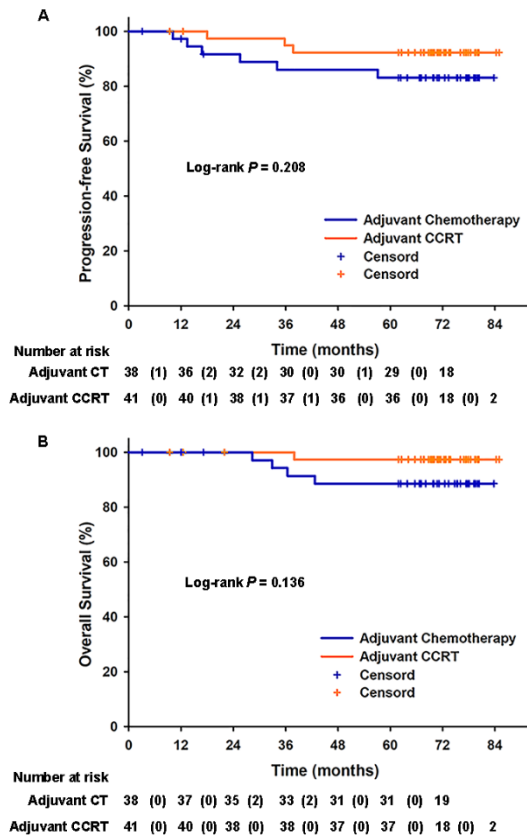 A
Progression-free Survival (%)
100
80
60
40
20
0
Log-rank P = 0.208
Adjuvant Chemotherapy
Adjuvant CCRT
Censord
Censord
0 12 24 36 48 60 72 84
Time (months)
Number at risk
Adjuvant CT 38 (1) 36 (2) 32 (2) 30 (0) 30 (1) 29 (0) 18
Adjuvant CCRT 41 (0) 40 (1) 38 (1) 37 (1) 36 (0) 36 (0) 18 (0) 2
B
Overall Survival (%)
100
80
60
40
20
0
Log-rank P = 0.136
Adjuvant Chemotherapy
Adjuvant CCRT
Censord
Censord
0 12 24 36 48 60 72 84
Time (months)
Number at risk
Adjuvant CT 38 (0) 37 (0) 35 (2) 33 (2) 31 (0) 31 (0) 19
Adjuvant CCRT 41 (0) 40 (0) 38 (0) 38 (0) 37 (0) 37 (0) 18 (0) 2